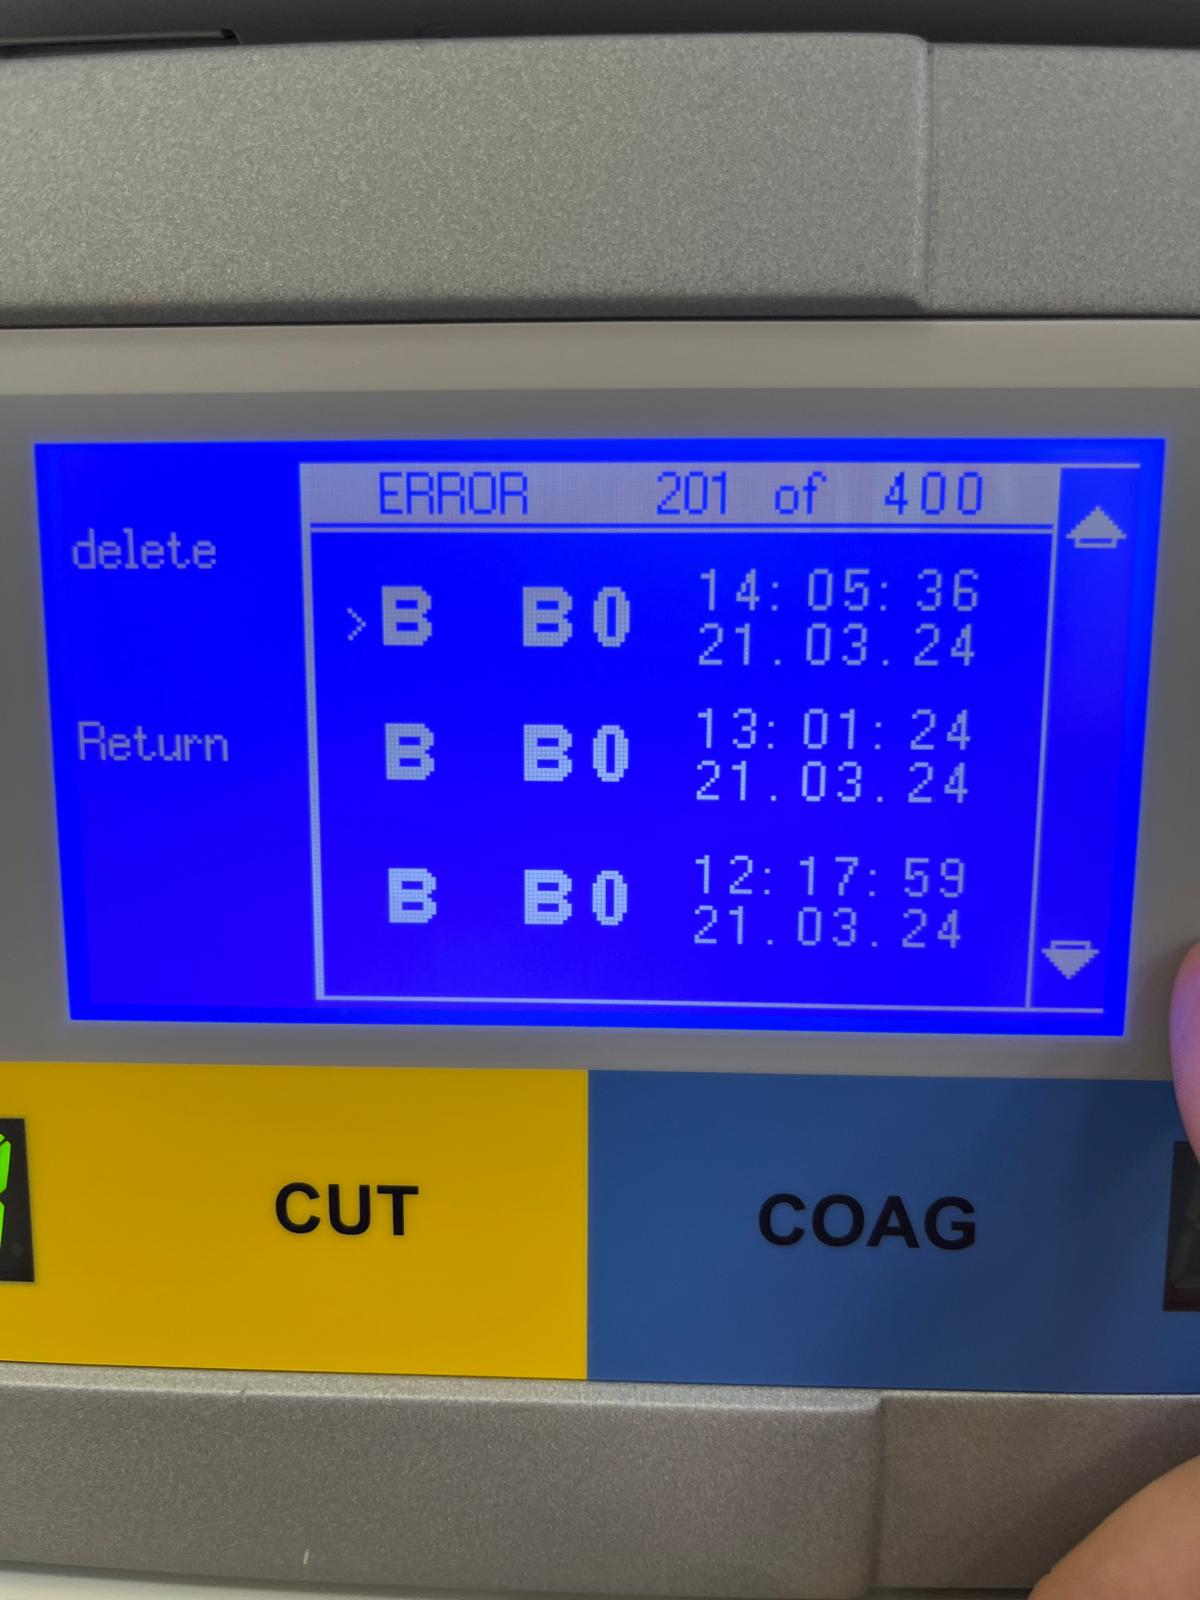 ERROR 201 of 400
delete
>B B0 14:05:36
21.03.24
Return
B B0 13:01:24
21.03.24
B B0 12:17:59
21.03.24
CUT COAG